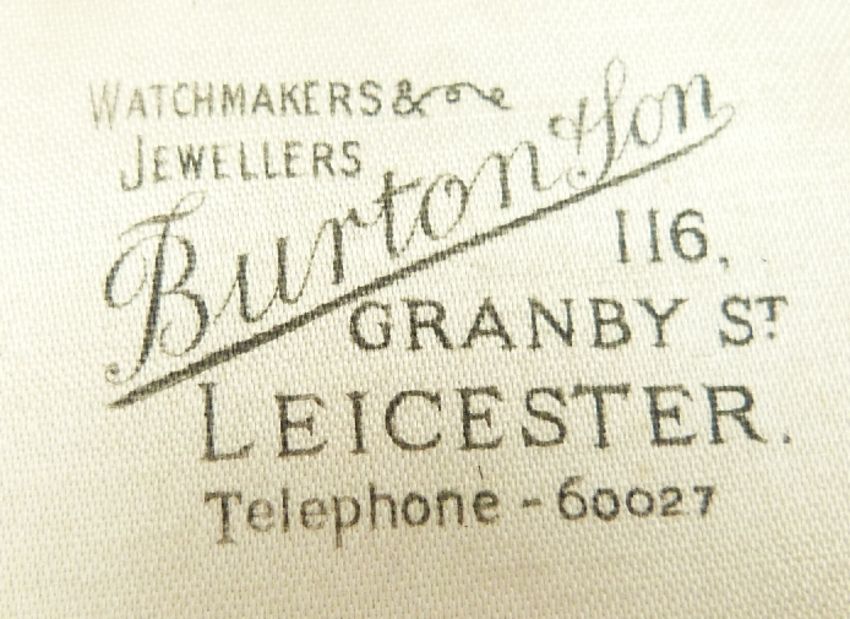 WATCHMAKERS &
JEWELLERS
Burton & Son
116,
GRANBY ST
LEICESTER.
Telephone - 60027